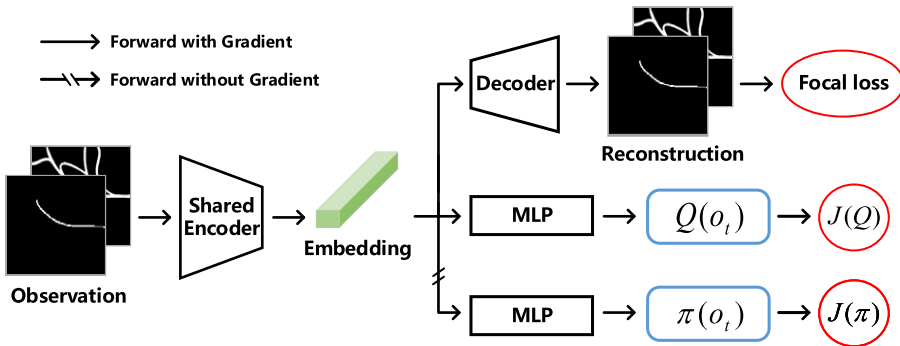 Forward with Gradient
Forward without Gradient
Decoder
Focal loss
Reconstruction
Shared
Encoder
Embedding
Observation
MLP
Q(o_t)
J(Q)
MLP
π(o_t)
J(π)